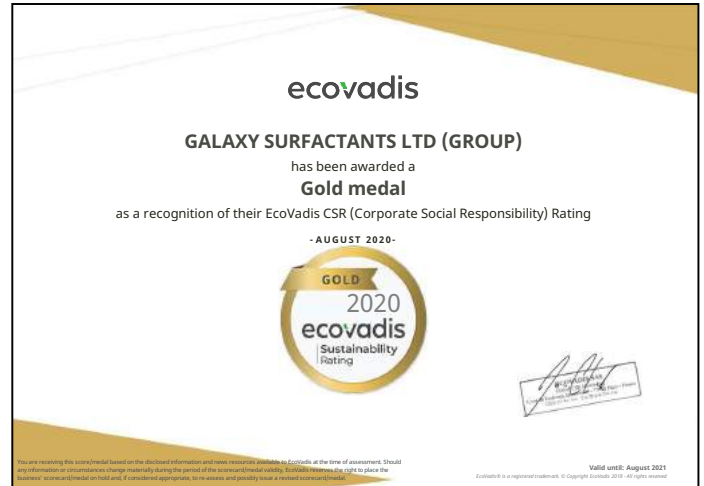 ecovadis
GALAXY SURFACTANTS LTD (GROUP)
has been awarded a
Gold medal
as a recognition of their EcoVadis CSR (Corporate Social Responsibility) Rating
- AUGUST 2020-
GOLD
2020
ecovadis
Sustainability
Rating
You are receiving this score/medal based on the disclosed information and news resources available to EcoVadis at the time of assessment. Should
any information or circumstances change materially during the period of the scorecard/medal validity, EcoVadis reserves the right to place the
business' scorecard/medal on hold and, if considered appropriate, to re-assess and possibly issue a revised scorecard/medal.
Valid until: August 2021
EcoVadis® is a registered trademark. © Copyright EcoVadis 2018 - All rights reserved